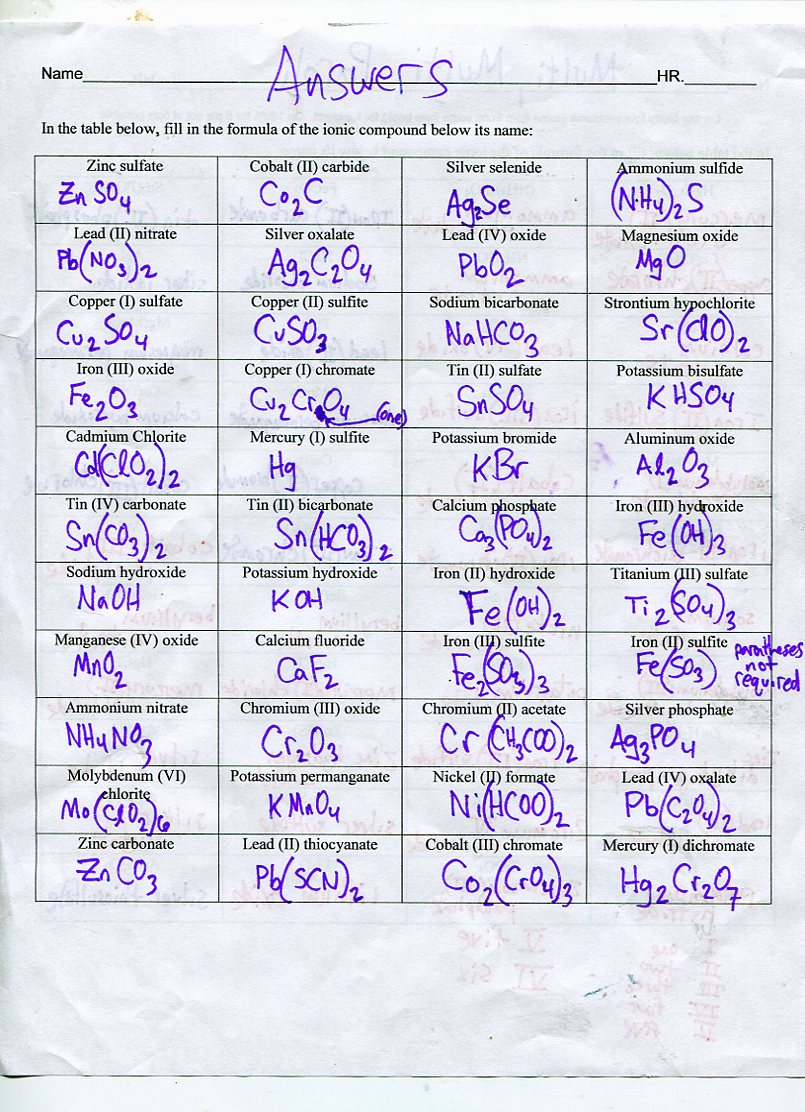 Name Answers HR.
In the table below, fill in the formula of the ionic compound below its name:
Zinc sulfate Cobalt (II) carbide Silver selenide Ammonium sulfide
ZnSO4 Co2C Ag2Se (NH4)2S
Lead (II) nitrate Silver oxalate Lead (IV) oxide Magnesium oxide
Pb(NO3)2 Ag2C2O4 PbO2 MgO
Copper (I) sulfate Copper (II) sulfite Sodium bicarbonate Strontium hypochlorite
Cu2SO4 CuSO3 NaHCO3 Sr(ClO)2
Iron (III) oxide Copper (I) chromate Tin (II) sulfate Potassium bisulfate
Fe2O3 Cu2CrO4 (one) SnSO4 KHSO4
Cadmium Chlorite Mercury (I) sulfite Potassium bromide Aluminum oxide
Cd(ClO2)2 Hg KBr Al2O3
Tin (IV) carbonate Tin (II) bicarbonate Calcium phosphate Iron (III) hydroxide
Sn(CO3)2 Sn(HCO3)2 Ca3(PO4)2 Fe(OH)3
Sodium hydroxide Potassium hydroxide Iron (II) hydroxide Titanium (III) sulfate
NaOH KOH Fe(OH)2 Ti2(SO4)3
Manganese (IV) oxide Calcium fluoride Iron (III) sulfite Iron (II) sulfite
MnO2 CaF2 Fe2(SO3)3 Fe(SO3) parentheses not required
Ammonium nitrate Chromium (III) oxide Chromium (II) acetate Silver phosphate
NH4NO3 Cr2O3 Cr(CH3COO)2 Ag3PO4
Molybdenum (VI) chlorite Potassium permanganate Nickel (II) formate Lead (IV) oxalate
Mo(ClO2)6 KMnO4 Ni(HCOO)2 Pb(C2O4)2
Zinc carbonate Lead (II) thiocyanate Cobalt (III) chromate Mercury (I) dichromate
ZnCO3 Pb(SCN)2 Co2(CrO4)3 Hg2Cr2O7